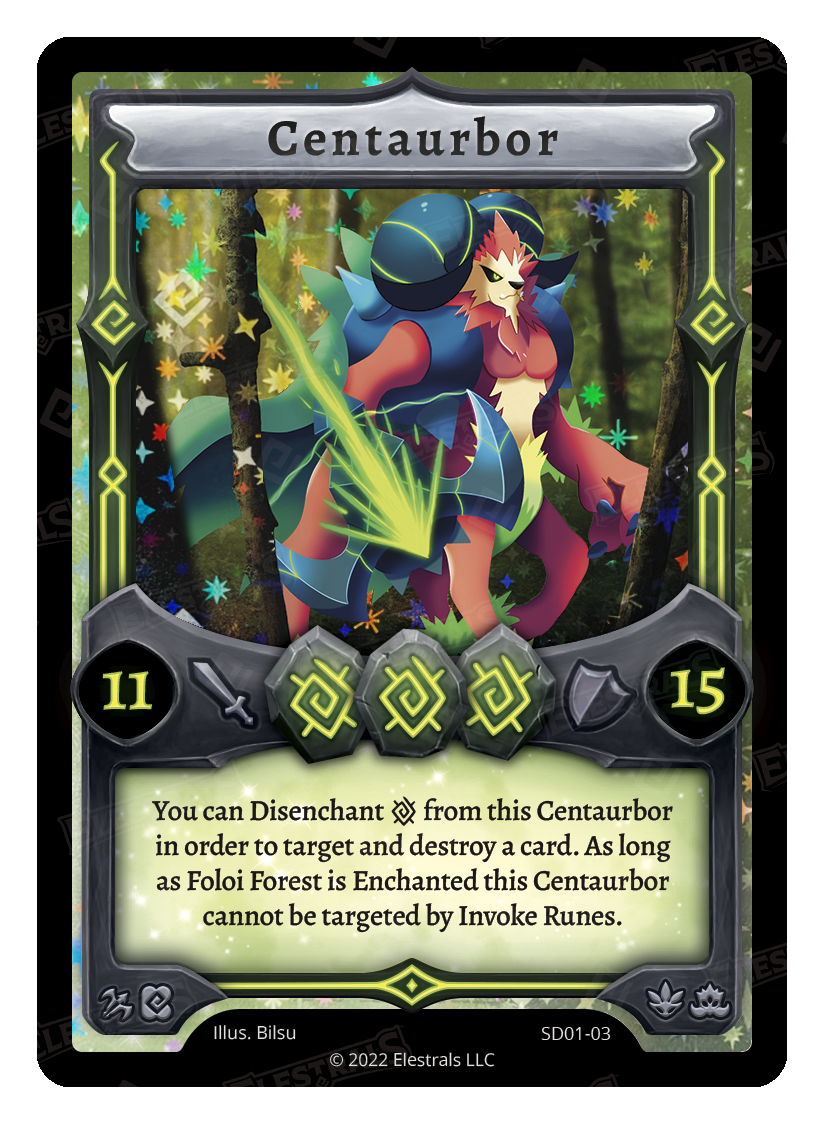 Centaurbor
11
15
You can Disenchant from this Centaurbor
in order to target and destroy a card. As long
as Foloi Forest is Enchanted this Centaurbor
cannot be targeted by Invoke Runes.
Illus. Bilsu
SD01-03
© 2022 Elestrals LLC